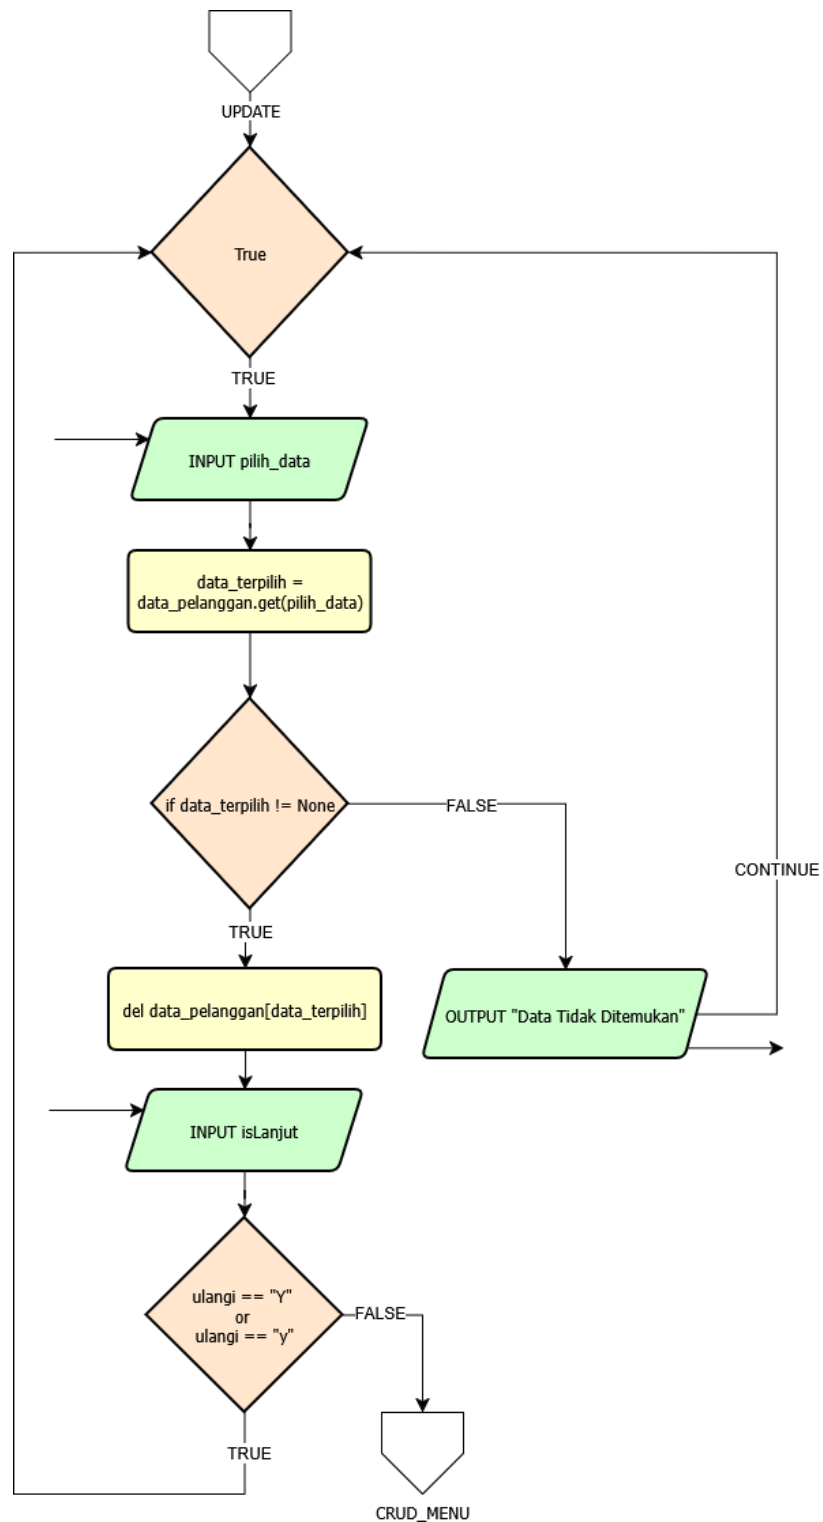 UPDATE
True
TRUE
INPUT pilih_data
data_terpilih =
data_pelanggan.get(pilih_data)
if data_terpilih != None
FALSE
CONTINUE
TRUE
del data_pelanggan[data_terpilih]
OUTPUT "Data Tidak Ditemukan"
INPUT isLanjut
ulangi == "Y"
or
ulangi == "y"
FALSE
TRUE
CRUD_MENU